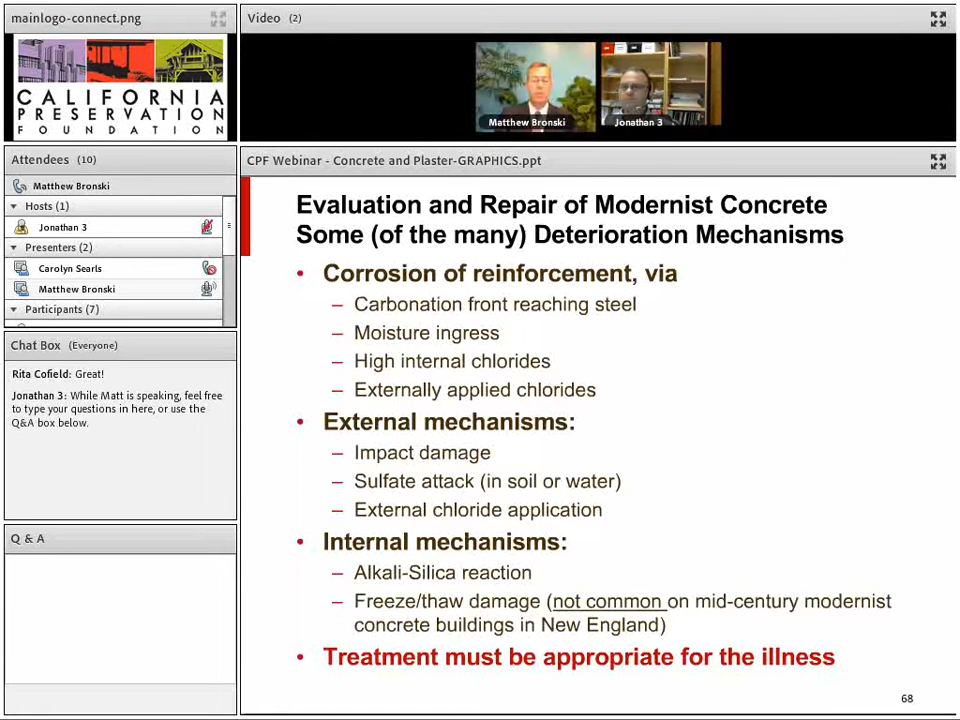 mainlogo-connect.png
CALIFORNIA
PRESERVATION
FOUNDATION
Attendees (10)
Matthew Bronski
Hosts (1)
Jonathan 3
Presenters (2)
Carolyn Searls
Matthew Bronski
Participants (7)
Chat Box (Everyone)
Rita Cofield: Great!
Jonathan 3: While Matt is speaking, feel free
to type your questions in here, or use the
Q&A box below.
Q & A
Video (2)
Matthew Bronski
Jonathan 3
CPF Webinar - Concrete and Plaster-GRAPHICS.ppt
Evaluation and Repair of Modernist Concrete
Some (of the many) Deterioration Mechanisms
• Corrosion of reinforcement, via
– Carbonation front reaching steel
– Moisture ingress
– High internal chlorides
– Externally applied chlorides
• External mechanisms:
– Impact damage
– Sulfate attack (in soil or water)
– External chloride application
• Internal mechanisms:
– Alkali-Silica reaction
– Freeze/thaw damage (not common on mid-century modernist
concrete buildings in New England)
• Treatment must be appropriate for the illness
68